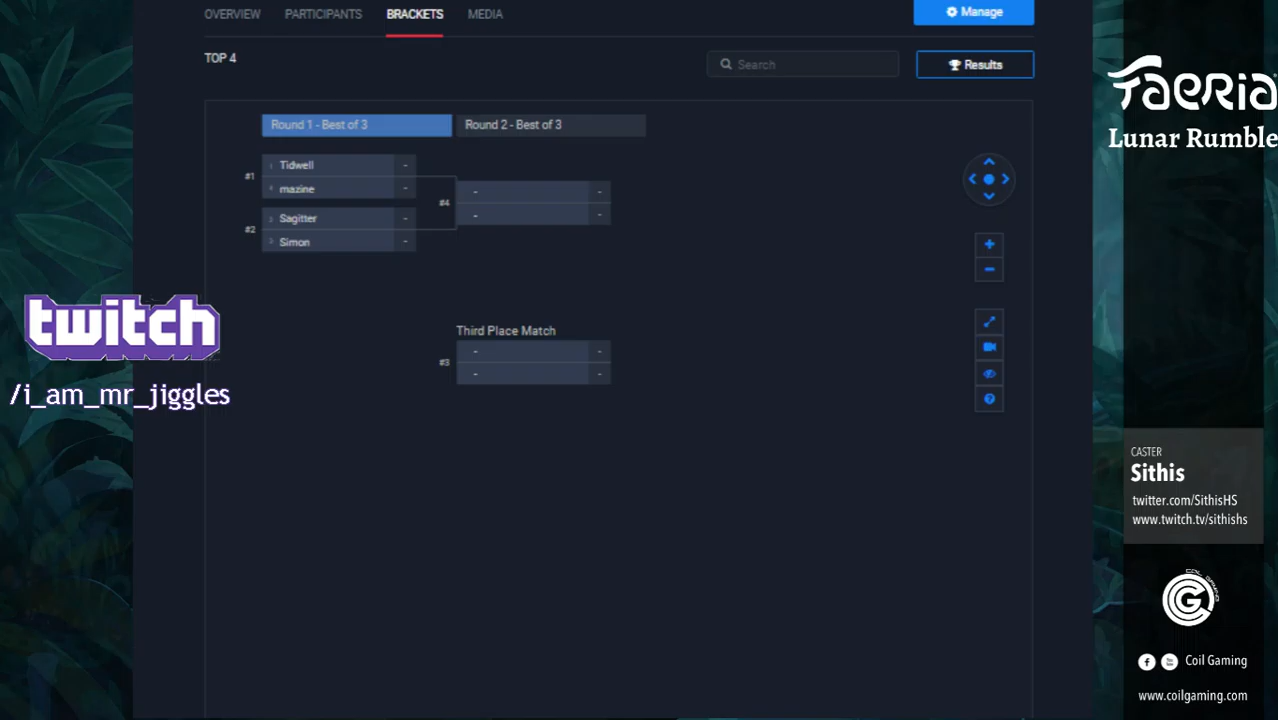 OVERVIEW PARTICIPANTS BRACKETS MEDIA
Manage
TOP 4
Search
Results
Round 1 - Best of 3
Round 2 - Best of 3
#1
Tidwell -
mazine -
#2
Sagitter -
Simon -
#4
- -
- -
Third Place Match
#3
- -
- -
twitch
/i_am_mr_jiggles
faeria
Lunar Rumble
CASTER
Sithis
twitter.com/SithisHS
www.twitch.tv/sithishs
COIL GAMING
Coil Gaming
www.coilgaming.com